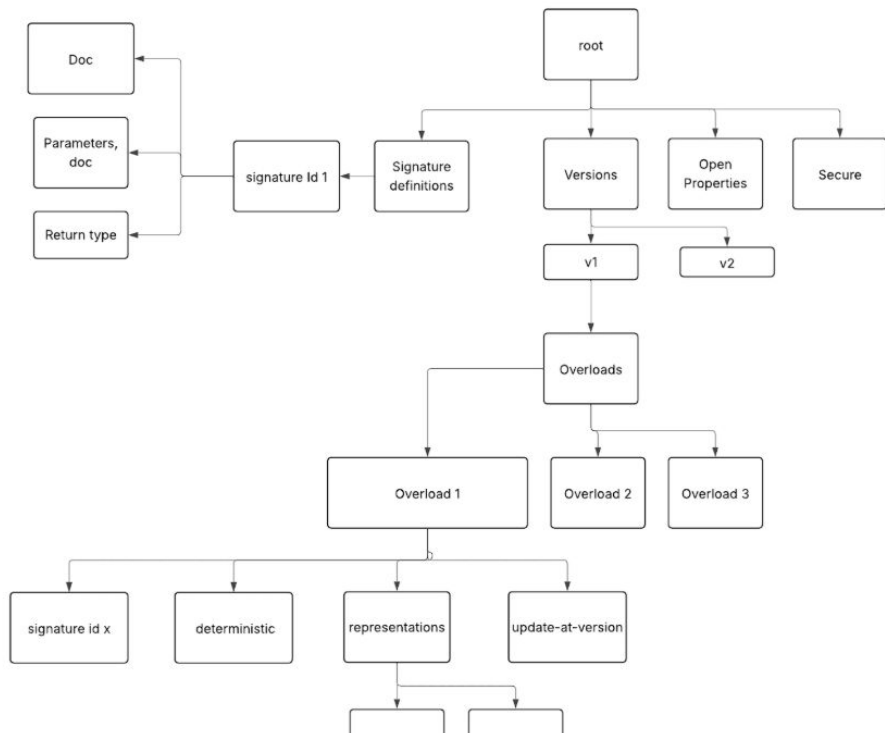 root
Doc
Parameters,
doc
Return type
signature Id 1
Signature
definitions
Versions
Open
Properties
Secure
v1
v2
Overloads
Overload 1
Overload 2
Overload 3
signature id x
deterministic
representations
update-at-version